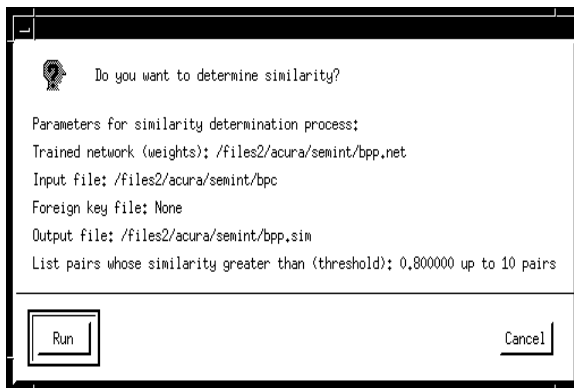 Do you want to determine similarity?
Parameters for similarity determination process:
Trained network (weights): /files2/acura/semint/bpp.net
Input file: /files2/acura/semint/bpc
Foreign key file: None
Output file: /files2/acura/semint/bpp.sim
List pairs whose similarity greater than (threshold): 0.800000 up to 10 pairs
Run
Cancel